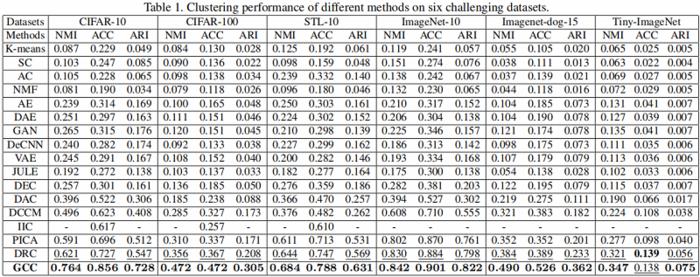 Table 1. Clustering performance of different methods on six challenging datasets.
Datasets CIFAR-10 CIFAR-100 STL-10 ImageNet-10 Imagenet-dog-15 Tiny-ImageNet
Methods NMI ACC ARI NMI ACC ARI NMI ACC ARI NMI ACC ARI NMI ACC ARI NMI ACC ARI
K-means 0.087 0.229 0.049 0.084 0.130 0.028 0.125 0.192 0.061 0.119 0.241 0.057 0.055 0.105 0.020 0.065 0.025 0.005
SC 0.103 0.247 0.085 0.090 0.136 0.022 0.098 0.159 0.048 0.151 0.274 0.076 0.038 0.111 0.013 0.063 0.022 0.004
AC 0.105 0.228 0.065 0.098 0.138 0.034 0.239 0.332 0.140 0.138 0.242 0.067 0.037 0.139 0.021 0.069 0.027 0.005
NMF 0.081 0.190 0.034 0.079 0.118 0.026 0.096 0.180 0.046 0.132 0.230 0.065 0.044 0.118 0.016 0.072 0.029 0.005
AE 0.239 0.314 0.169 0.100 0.165 0.048 0.250 0.303 0.161 0.210 0.317 0.152 0.104 0.185 0.073 0.131 0.041 0.007
DAE 0.251 0.297 0.163 0.111 0.151 0.046 0.224 0.302 0.152 0.206 0.304 0.138 0.104 0.190 0.078 0.127 0.039 0.007
GAN 0.265 0.315 0.176 0.120 0.151 0.045 0.210 0.298 0.139 0.225 0.346 0.157 0.121 0.174 0.078 0.135 0.041 0.007
DeCNN 0.240 0.282 0.174 0.092 0.133 0.038 0.227 0.299 0.162 0.186 0.313 0.142 0.098 0.175 0.073 0.111 0.035 0.006
VAE 0.245 0.291 0.167 0.108 0.152 0.040 0.200 0.282 0.146 0.193 0.334 0.168 0.107 0.179 0.079 0.113 0.036 0.006
JULE 0.192 0.272 0.138 0.103 0.137 0.033 0.182 0.277 0.164 0.175 0.300 0.138 0.054 0.138 0.028 0.102 0.033 0.006
DEC 0.257 0.301 0.161 0.136 0.185 0.050 0.276 0.359 0.186 0.282 0.381 0.203 0.122 0.195 0.079 0.115 0.037 0.007
DAC 0.396 0.522 0.306 0.185 0.238 0.088 0.366 0.470 0.257 0.394 0.527 0.302 0.219 0.275 0.111 0.190 0.066 0.017
DCCM 0.496 0.623 0.408 0.285 0.327 0.173 0.376 0.482 0.262 0.608 0.710 0.555 0.321 0.383 0.182 0.224 0.108 0.038
IIC - 0.617 - - 0.257 - - 0.610 - - - - - - - - - -
PICA 0.591 0.696 0.512 0.310 0.337 0.171 0.611 0.713 0.531 0.802 0.870 0.761 0.352 0.352 0.201 0.277 0.098 0.040
DRC 0.621 0.727 0.547 0.356 0.367 0.208 0.644 0.747 0.569 0.830 0.884 0.798 0.384 0.389 0.233 0.321 0.139 0.056
GCC 0.764 0.856 0.728 0.472 0.472 0.305 0.684 0.788 0.631 0.842 0.901 0.822 0.490 0.526 0.362 0.347 0.138 0.075